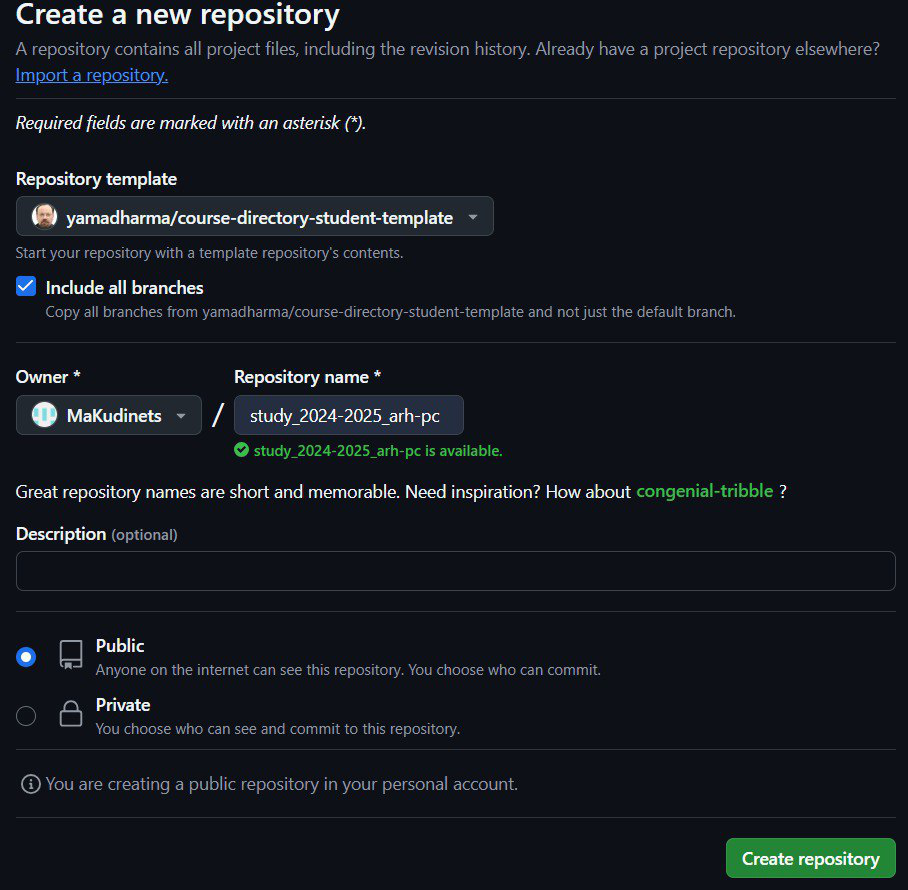 Create a new repository
A repository contains all project files, including the revision history. Already have a project repository elsewhere?
Import a repository.
Required fields are marked with an asterisk (*).
Repository template
yamadharma/course-directory-student-template
Start your repository with a template repository's contents.
Include all branches
Copy all branches from yamadharma/course-directory-student-template and not just the default branch.
Owner * Repository name *
MaKudinets / study_2024-2025_arh-pc
study_2024-2025_arh-pc is available.
Great repository names are short and memorable. Need inspiration? How about congenial-tribble ?
Description (optional)
Public
Anyone on the internet can see this repository. You choose who can commit.
Private
You choose who can see and commit to this repository.
You are creating a public repository in your personal account.
Create repository